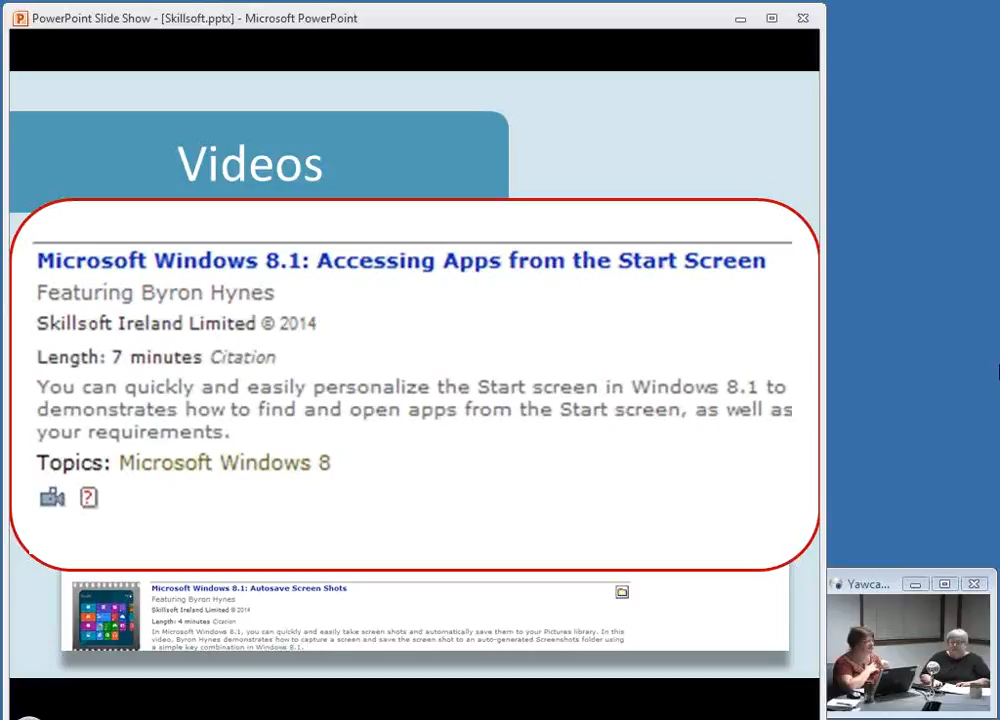 PowerPoint Slide Show - [Skillsoft.pptx] - Microsoft PowerPoint
Videos
Microsoft Windows 8.1: Accessing Apps from the Start Screen
Featuring Byron Hynes
Skillsoft Ireland Limited © 2014
Length: 7 minutes Citation
You can quickly and easily personalize the Start screen in Windows 8.1 to
demonstrates how to find and open apps from the Start screen, as well as
your requirements.
Topics: Microsoft Windows 8
?
Microsoft Windows 8.1: Autosave Screen Shots
Featuring Byron Hynes
Skillsoft Ireland Limited © 2014
Length: 4 minutes Citation
In Microsoft Windows 8.1, you can quickly and easily take screen shots and automatically save them to your Pictures library. In this
video, Byron Hynes demonstrates how to capture a screen and save the screen shot to an auto-generated Screenshots folder using
a simple key combination in Windows 8.1.
Yawca...